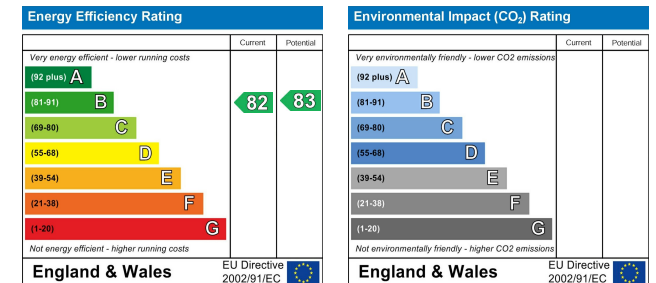 Energy Efficiency Rating
Current Potential
Very energy efficient - lower running costs
(92 plus) A
(81-91) B
82 83
(69-80) C
(55-68) D
(39-54) E
(21-38) F
(1-20) G
Not energy efficient - higher running costs
England & Wales
EU Directive
2002/91/EC
Environmental Impact (CO₂) Rating
Current Potential
Very environmentally friendly - lower CO2 emissions
(92 plus) A
(81-91) B
(69-80) C
(55-68) D
(39-54) E
(21-38) F
(1-20) G
Not environmentally friendly - higher CO2 emissions
England & Wales
EU Directive
2002/91/EC